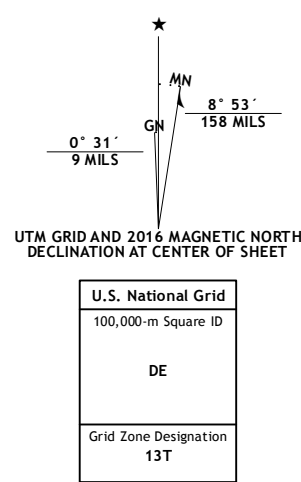 ★
MN
GN
8° 53´
158 MILS
0° 31´
9 MILS
UTM GRID AND 2016 MAGNETIC NORTH
DECLINATION AT CENTER OF SHEET
U.S. National Grid
100,000-m Square ID
DE
Grid Zone Designation
13T